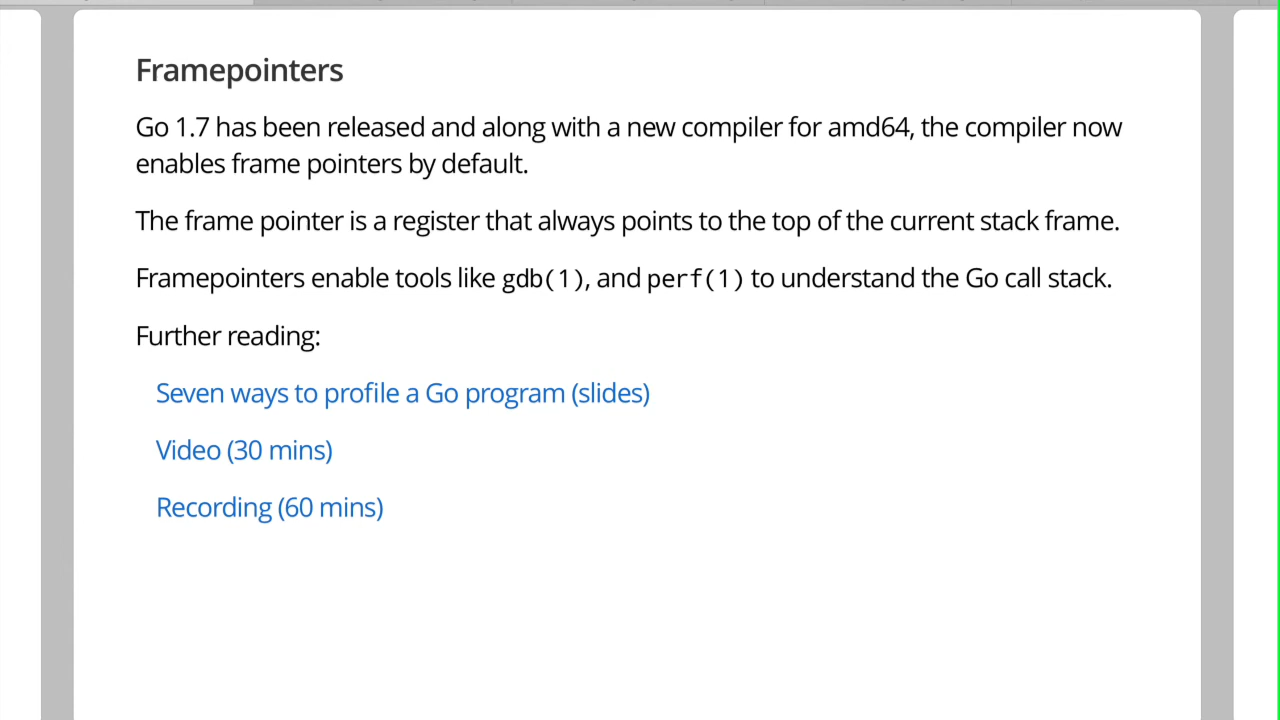 Framepointers
Go 1.7 has been released and along with a new compiler for amd64, the compiler now
enables frame pointers by default.
The frame pointer is a register that always points to the top of the current stack frame.
Framepointers enable tools like gdb(1), and perf(1) to understand the Go call stack.
Further reading:
Seven ways to profile a Go program (slides)
Video (30 mins)
Recording (60 mins)